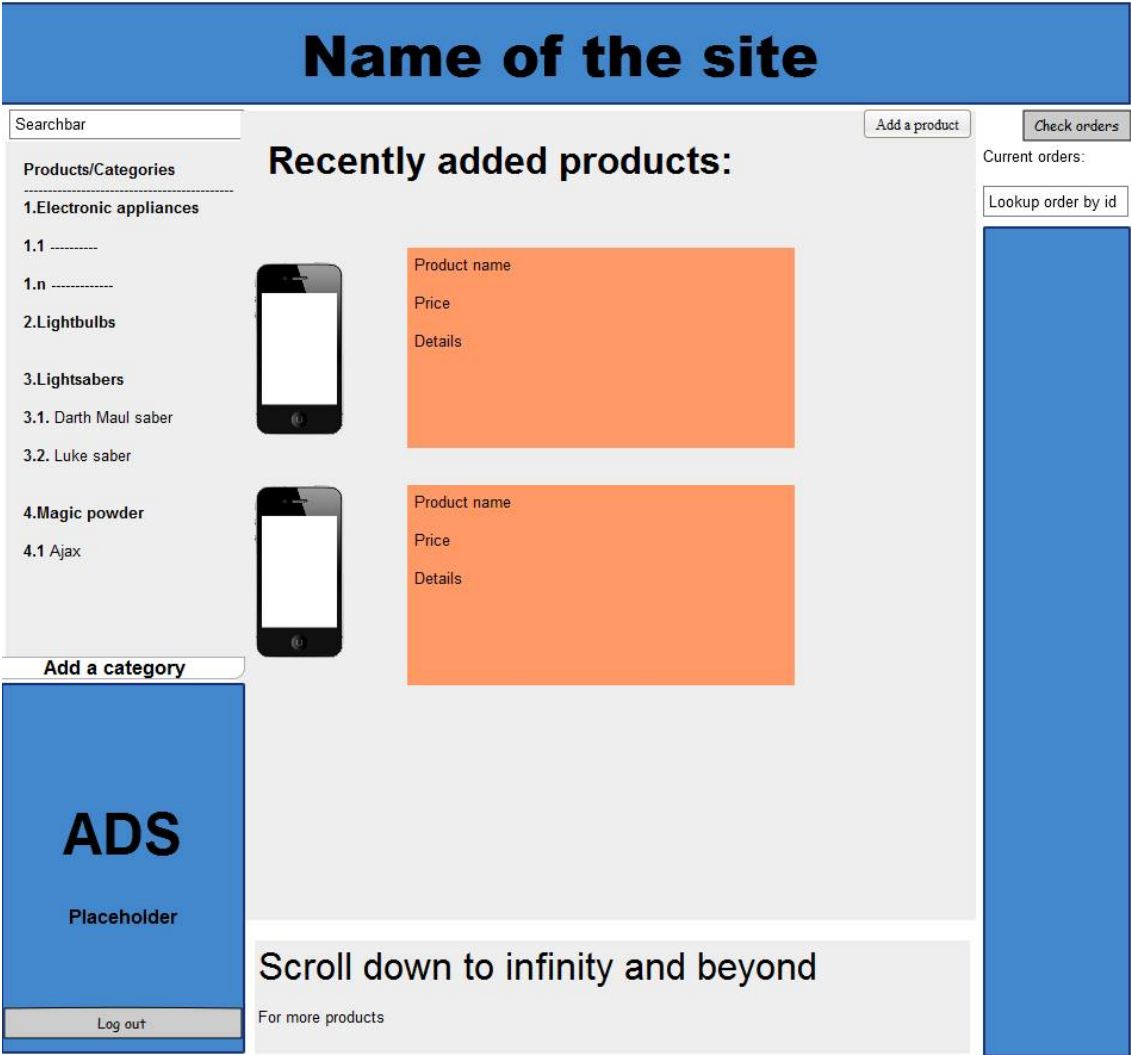 Name of the site
Searchbar
Products/Categories
--------------------------------------------
1.Electronic appliances
1.1 ----------
1.n -------------
2.Lightbulbs
3.Lightsabers
3.1. Darth Maul saber
3.2. Luke saber
4.Magic powder
4.1 Ajax
Add a category
ADS
Placeholder
Log out
Add a product
Recently added products:
Product name
Price
Details
Product name
Price
Details
Scroll down to infinity and beyond
For more products
Check orders
Current orders:
Lookup order by id